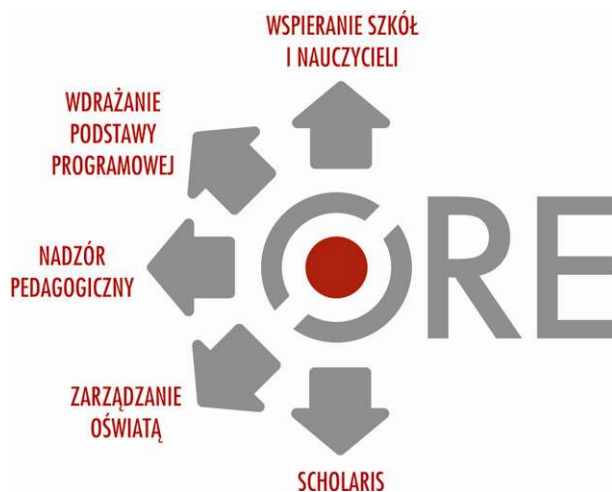 WSPIERANIE SZKÓŁ
I NAUCZYCIELI
WDRAŻANIE
PODSTAWY
PROGRAMOWEJ
NADZÓR
PEDAGOGICZNY
ORE
ZARZĄDZANIE
OŚWIATĄ
SCHOLARIS